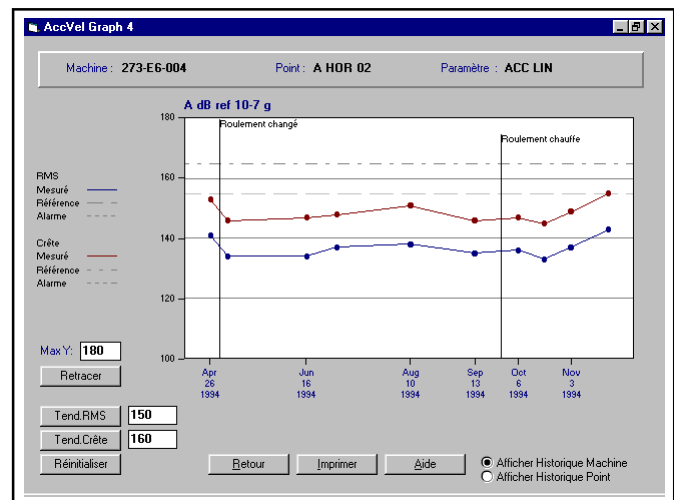 AccVel Graph 4
Machine : 273-E6-004 Point : A HOR 02 Paramètre : ACC LIN
A dB ref 10-7 g
180
160
140
120
100
Roulement changé
Roulement chauffe
RMS
Mesuré
Référence
Alarme
Crête
Mesuré
Référence
Alarme
Apr 26 1994
Jun 16 1994
Aug 10 1994
Sep 13 1994
Oct 6 1994
Nov 3 1994
Max Y: 180
Retracer
Tend.RMS 150
Tend.Crête 160
Réinitialiser
Retour
Imprimer
Aide
Afficher Historique Machine
Afficher Historique Point